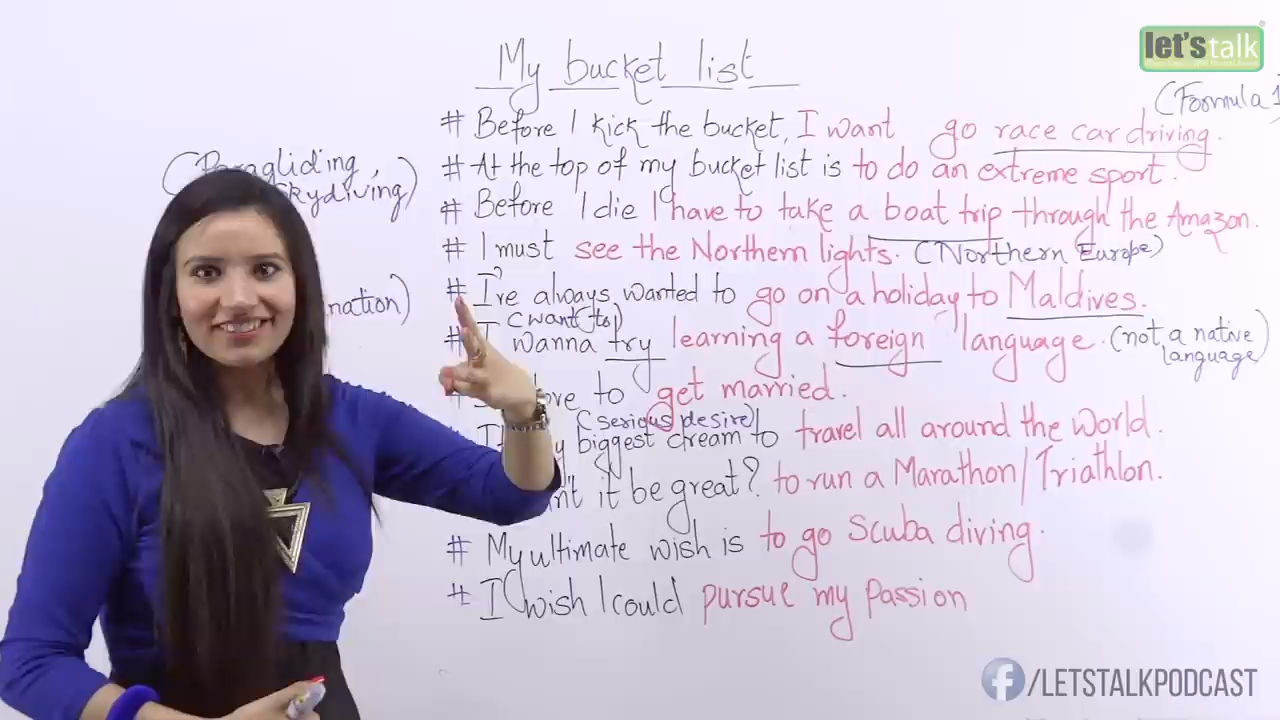 let's talk
My bucket list
(Formula 1
# Before I kick the bucket, I want go race car driving.
(Paragliding,
Skydiving)
# At the top of my bucket list is to do an extreme sport.
# Before I die I have to take a boat trip through the Amazon.
# I must see the Northern lights. (Northern Europe)
nation)
# I've always wanted to go on a holiday to Maldives.
(want to)
# I wanna try learning a foreign language. (not a native
language)
to get married.
(serious desire)
biggest dream to travel all around the World.
it be great? to run a Marathon/Triathlon.
# My ultimate wish is to go Scuba diving.
# I wish I could pursue my passion
f/LETSTALKPODCAST